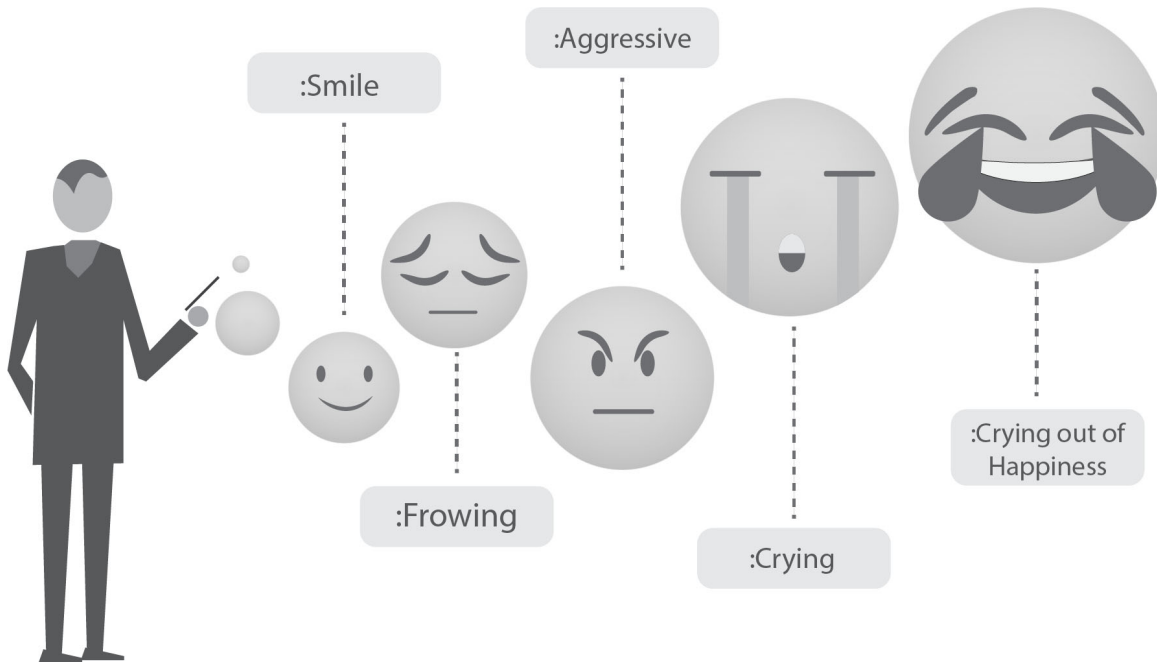 :Smile
:Frowing
:Aggressive
:Crying
:Crying out of
Happiness